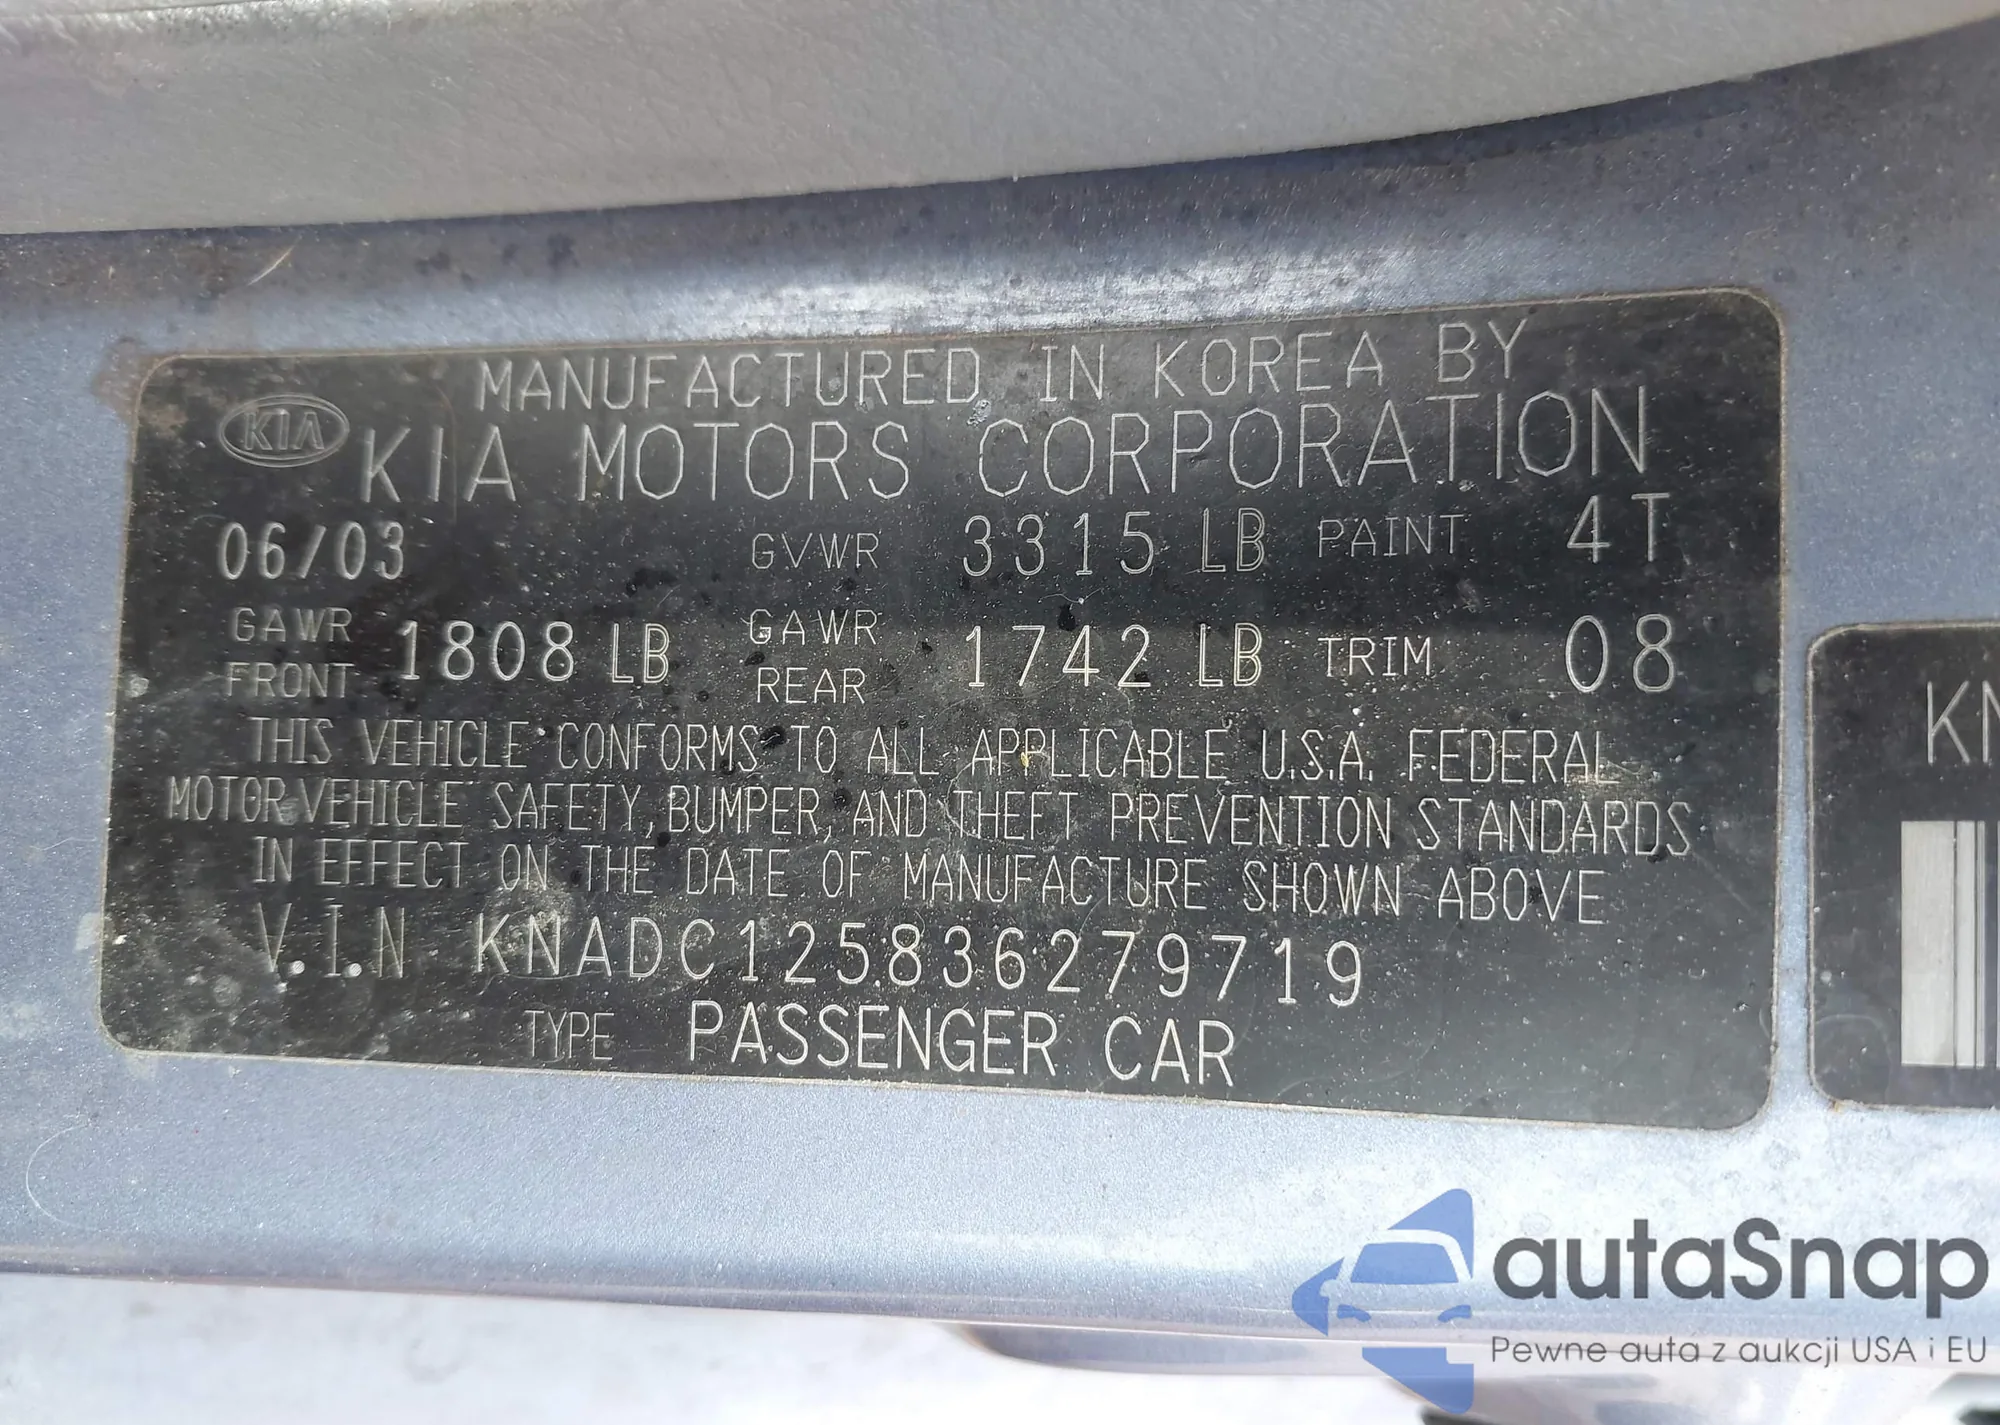 MANUFACTURED IN KOREA BY
KIA KIA MOTORS CORPORATION
06/03 GVWR 3315 LB PAINT 4T
GAWR FRONT 1808 LB GAWR REAR 1742 LB TRIM 08
THIS VEHICLE CONFORMS TO ALL APPLICABLE U.S.A. FEDERAL
MOTOR VEHICLE SAFETY, BUMPER, AND THEFT PREVENTION STANDARDS
IN EFFECT ON THE DATE OF MANUFACTURE SHOWN ABOVE
V.I.N KNADC125836279719
TYPE PASSENGER CAR
KN
autaSnap
Pewne auta z aukcji USA i EU